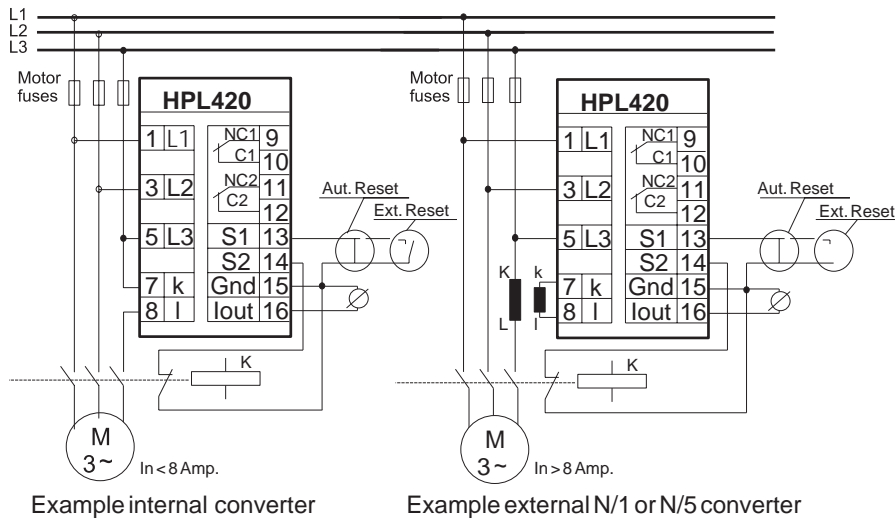 L1
L2
L3
Motor
fuses
HPL420
1 L1 NC1 9
C1 10
3 L2 NC2 11
C2 12
5 L3 S1 13
S2 14
7 k Gnd 15
8 l Iout 16
Aut. Reset
Ext. Reset
K
M
3~
In < 8 Amp.
Example internal converter
Motor
fuses
HPL420
1 L1 NC1 9
C1 10
3 L2 NC2 11
C2 12
5 L3 S1 13
S2 14
7 k Gnd 15
8 l Iout 16
Aut. Reset
Ext. Reset
K k
L l
K
M
3~
In > 8 Amp.
Example external N/1 or N/5 converter